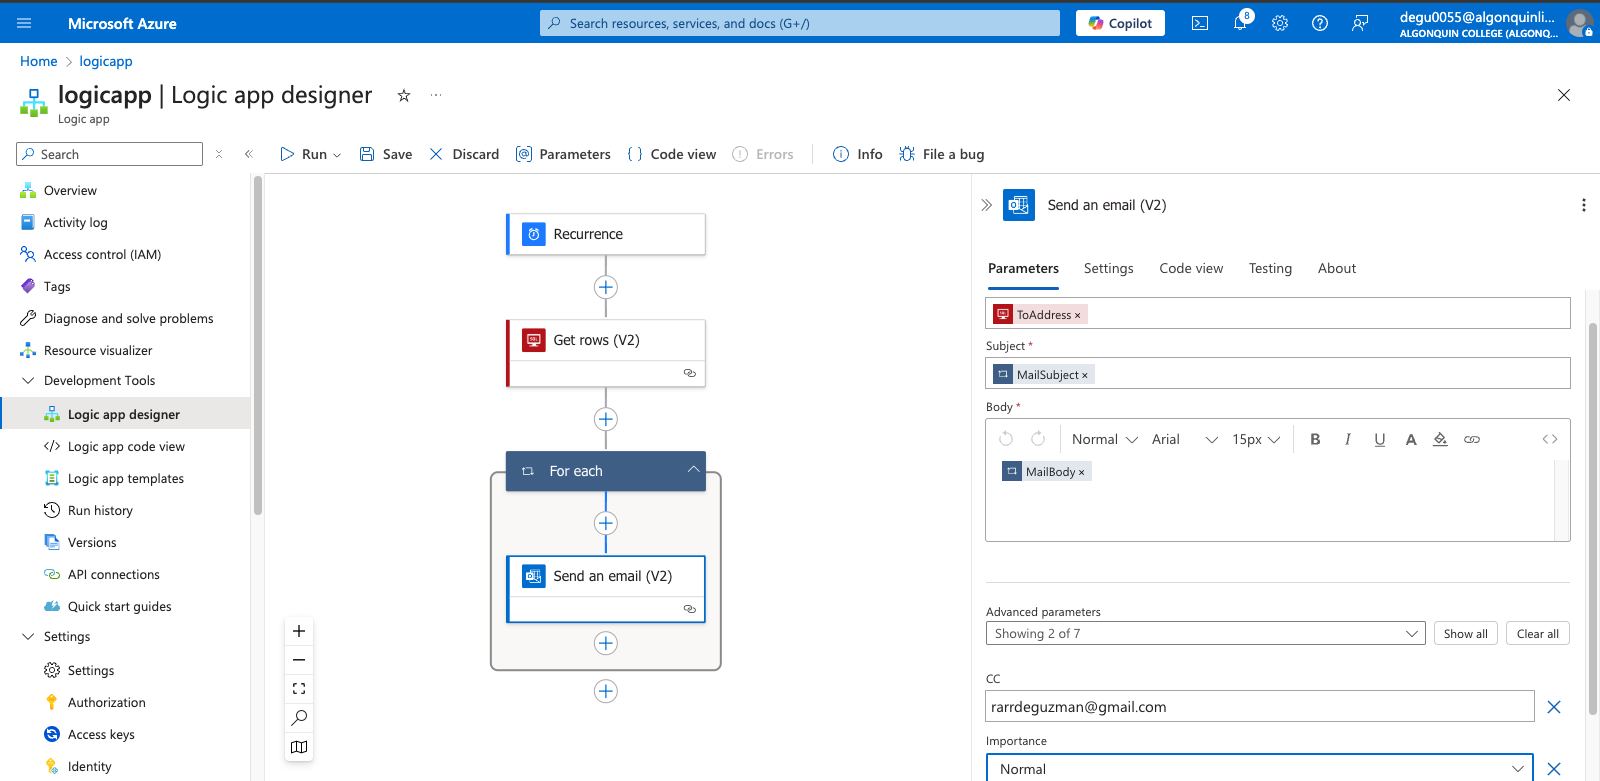 Microsoft Azure
Search resources, services, and docs (G+/)
Copilot
8
degu0055@algonquinli...
ALGONQUIN COLLEGE (ALGONQ...
Home > logicapp
logicapp | Logic app designer
Logic app
Search
Run
Save
Discard
Parameters
Code view
Errors
Info
File a bug
Overview
Activity log
Access control (IAM)
Tags
Diagnose and solve problems
Resource visualizer
Development Tools
Logic app designer
Logic app code view
Logic app templates
Run history
Versions
API connections
Quick start guides
Settings
Settings
Authorization
Access keys
Identity
Recurrence
Get rows (V2)
For each
Send an email (V2)
Send an email (V2)
Parameters
Settings
Code view
Testing
About
ToAddress ×
Subject *
MailSubject ×
Body *
Normal
Arial
15px
B I U A
MailBody ×
Advanced parameters
Showing 2 of 7
Show all
Clear all
CC
rarrdeguzman@gmail.com
Importance
Normal